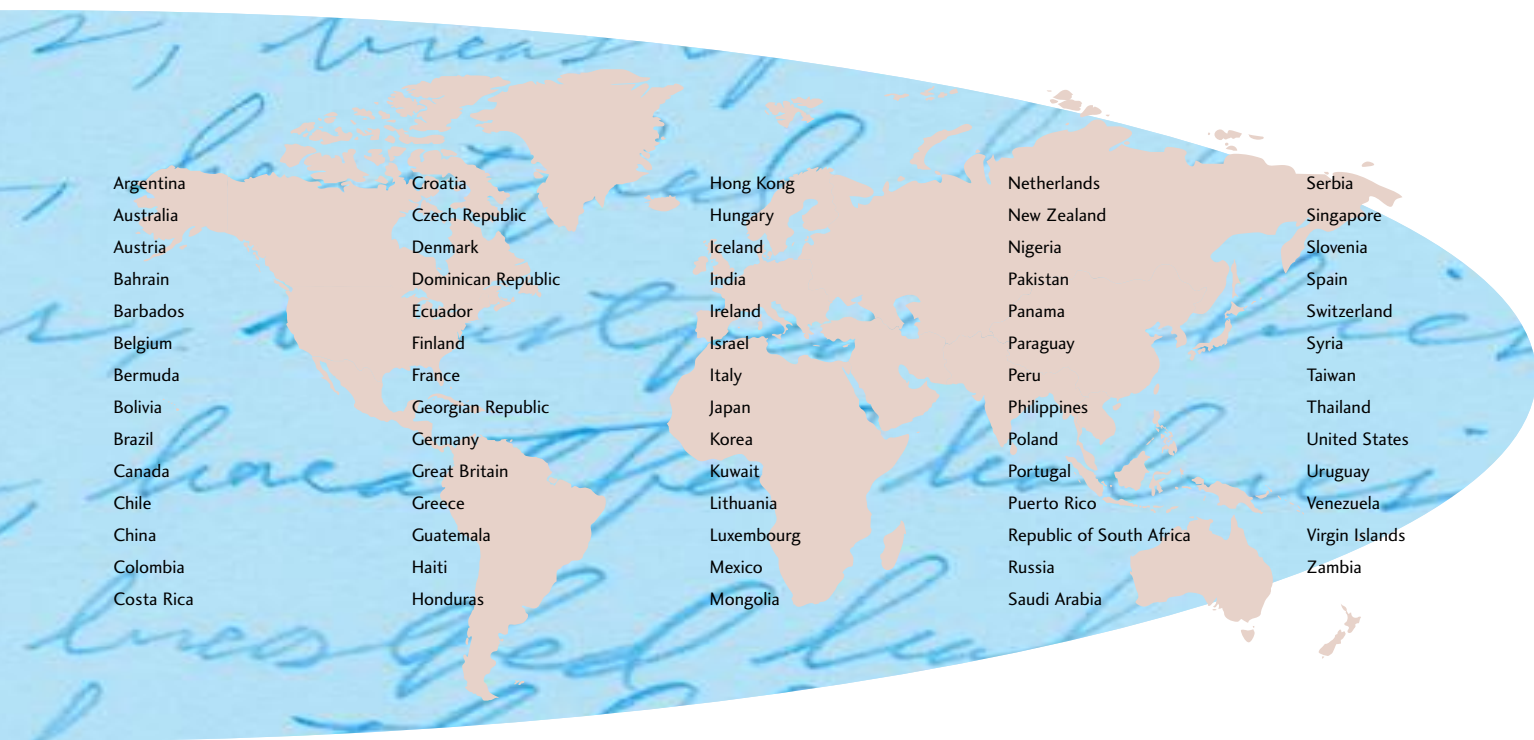 Argentina
Australia
Austria
Bahrain
Barbados
Belgium
Bermuda
Bolivia
Brazil
Canada
Chile
China
Colombia
Costa Rica
Croatia
Czech Republic
Denmark
Dominican Republic
Ecuador
Finland
France
Georgian Republic
Germany
Great Britain
Greece
Guatemala
Haiti
Honduras
Hong Kong
Hungary
Iceland
India
Ireland
Israel
Italy
Japan
Korea
Kuwait
Lithuania
Luxembourg
Mexico
Mongolia
Netherlands
New Zealand
Nigeria
Pakistan
Panama
Paraguay
Peru
Philippines
Poland
Portugal
Puerto Rico
Republic of South Africa
Russia
Saudi Arabia
Serbia
Singapore
Slovenia
Spain
Switzerland
Syria
Taiwan
Thailand
United States
Uruguay
Venezuela
Virgin Islands
Zambia